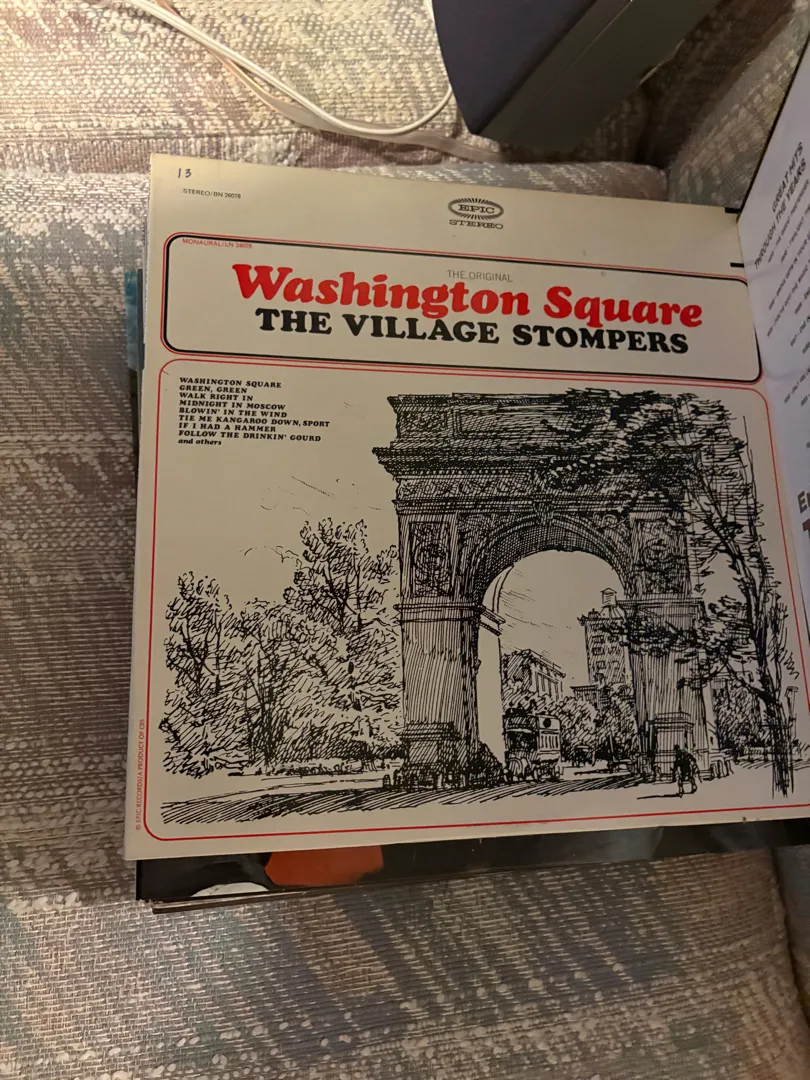 13
STEREO/BN 26078
EPIC
STEREO
MONAURAL/LN 24078
THE ORIGINAL
Washington Square
THE VILLAGE STOMPERS
WASHINGTON SQUARE
GREEN, GREEN
WALK RIGHT IN
MIDNIGHT IN MOSCOW
BLOWIN' IN THE WIND
TIE ME KANGAROO DOWN, SPORT
IF I HAD A HAMMER
FOLLOW THE DRINKIN' GOURD
and others
GREAT HITS
THROUGH THE YEARS